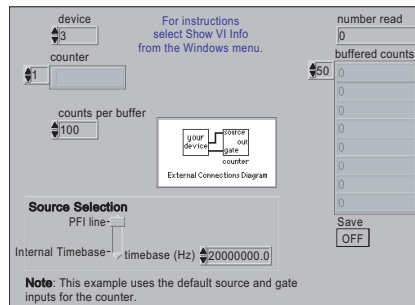 device
3
For instructions
select Show VI Info
from the Windows menu.
number read
0
counter
1
buffered counts
50
0
0
0
0
0
0
0
0
counts per buffer
100
your
device
source
out
gate
counter
External Connections Diagram
Source Selection
PFI line
Internal Timebase
timebase (Hz)
20000000.0
Save
OFF
Note: This example uses the default source and gate
inputs for the counter.